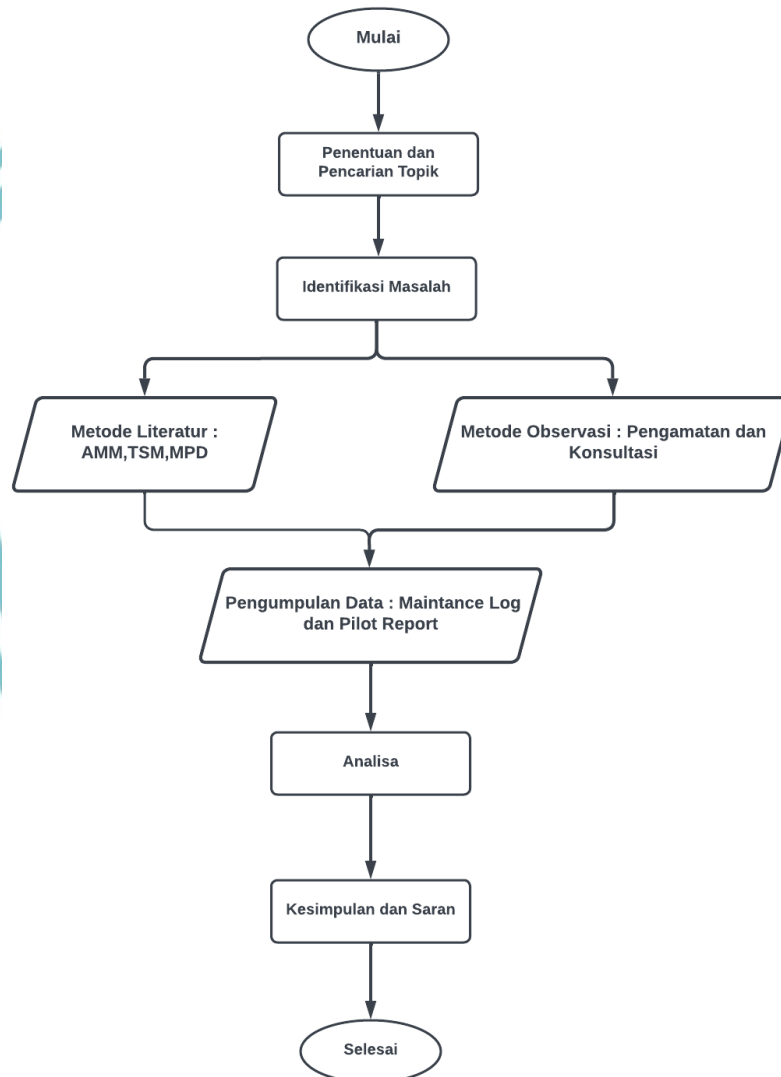 Mulai
Penentuan dan
Pencarian Topik
Identifikasi Masalah
Metode Literatur :
AMM,TSM,MPD
Metode Observasi : Pengamatan dan
Konsultasi
Pengumpulan Data : Maintance Log
dan Pilot Report
Analisa
Kesimpulan dan Saran
Selesai